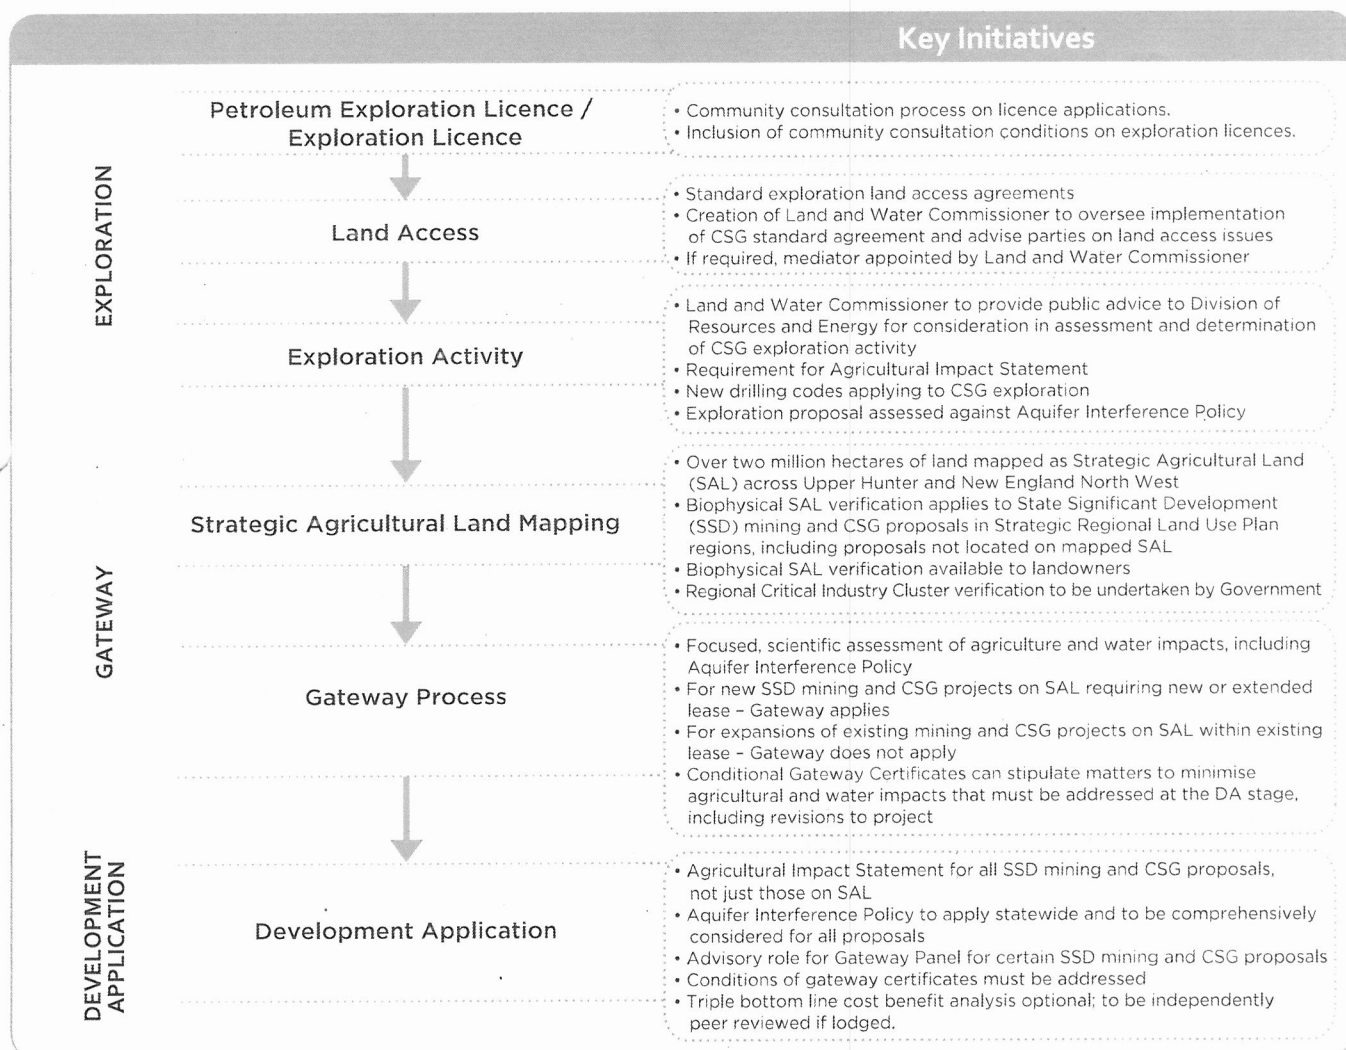 Key Initiatives
EXPLORATION
Petroleum Exploration Licence /
Exploration Licence
• Community consultation process on licence applications.
• Inclusion of community consultation conditions on exploration licences.
Land Access
• Standard exploration land access agreements
• Creation of Land and Water Commissioner to oversee implementation
of CSG standard agreement and advise parties on land access issues
• If required, mediator appointed by Land and Water Commissioner
Exploration Activity
• Land and Water Commissioner to provide public advice to Division of
Resources and Energy for consideration in assessment and determination
of CSG exploration activity
• Requirement for Agricultural Impact Statement
• New drilling codes applying to CSG exploration
• Exploration proposal assessed against Aquifer Interference Policy
GATEWAY
Strategic Agricultural Land Mapping
• Over two million hectares of land mapped as Strategic Agricultural Land
(SAL) across Upper Hunter and New England North West
• Biophysical SAL verification applies to State Significant Development
(SSD) mining and CSG proposals in Strategic Regional Land Use Plan
regions, including proposals not located on mapped SAL
• Biophysical SAL verification available to landowners
• Regional Critical Industry Cluster verification to be undertaken by Government
Gateway Process
• Focused, scientific assessment of agriculture and water impacts, including
Aquifer Interference Policy
• For new SSD mining and CSG projects on SAL requiring new or extended
lease – Gateway applies
• For expansions of existing mining and CSG projects on SAL within existing
lease – Gateway does not apply
• Conditional Gateway Certificates can stipulate matters to minimise
agricultural and water impacts that must be addressed at the DA stage,
including revisions to project
DEVELOPMENT
APPLICATION
Development Application
• Agricultural Impact Statement for all SSD mining and CSG proposals,
not just those on SAL
• Aquifer Interference Policy to apply statewide and to be comprehensively
considered for all proposals
• Advisory role for Gateway Panel for certain SSD mining and CSG proposals
• Conditions of gateway certificates must be addressed
• Triple bottom line cost benefit analysis optional; to be independently
peer reviewed if lodged.